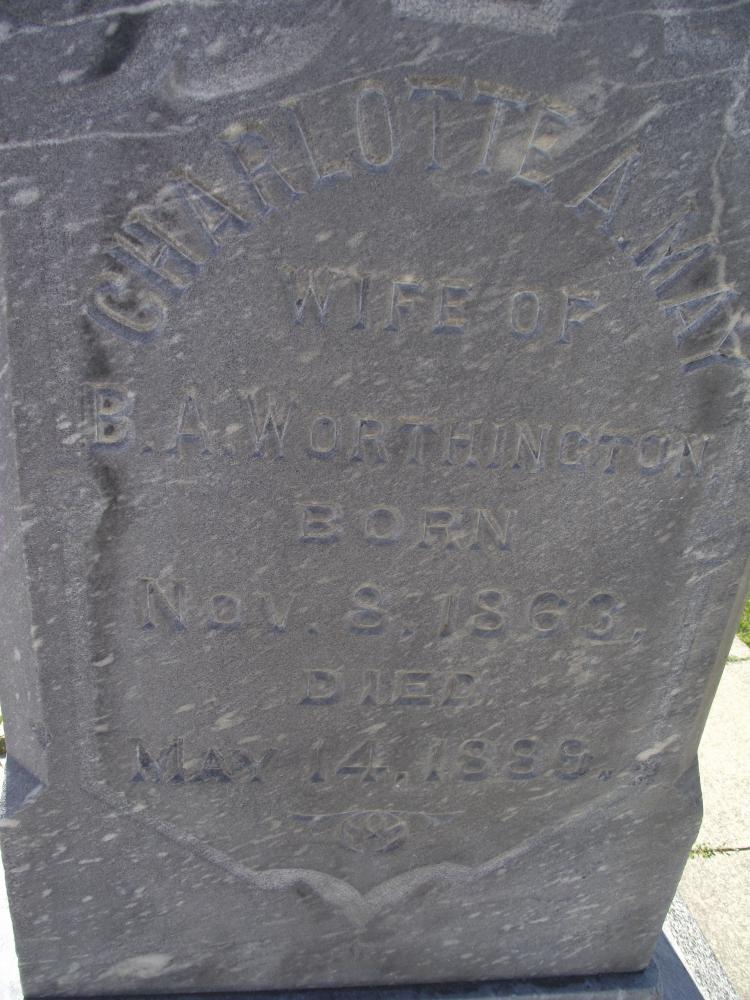 CHARLOTTE A. MAY
WIFE OF
B. A. WORTHINGTON,
BORN
NOV. 8, 1863,
DIED
MAY 14, 1889.